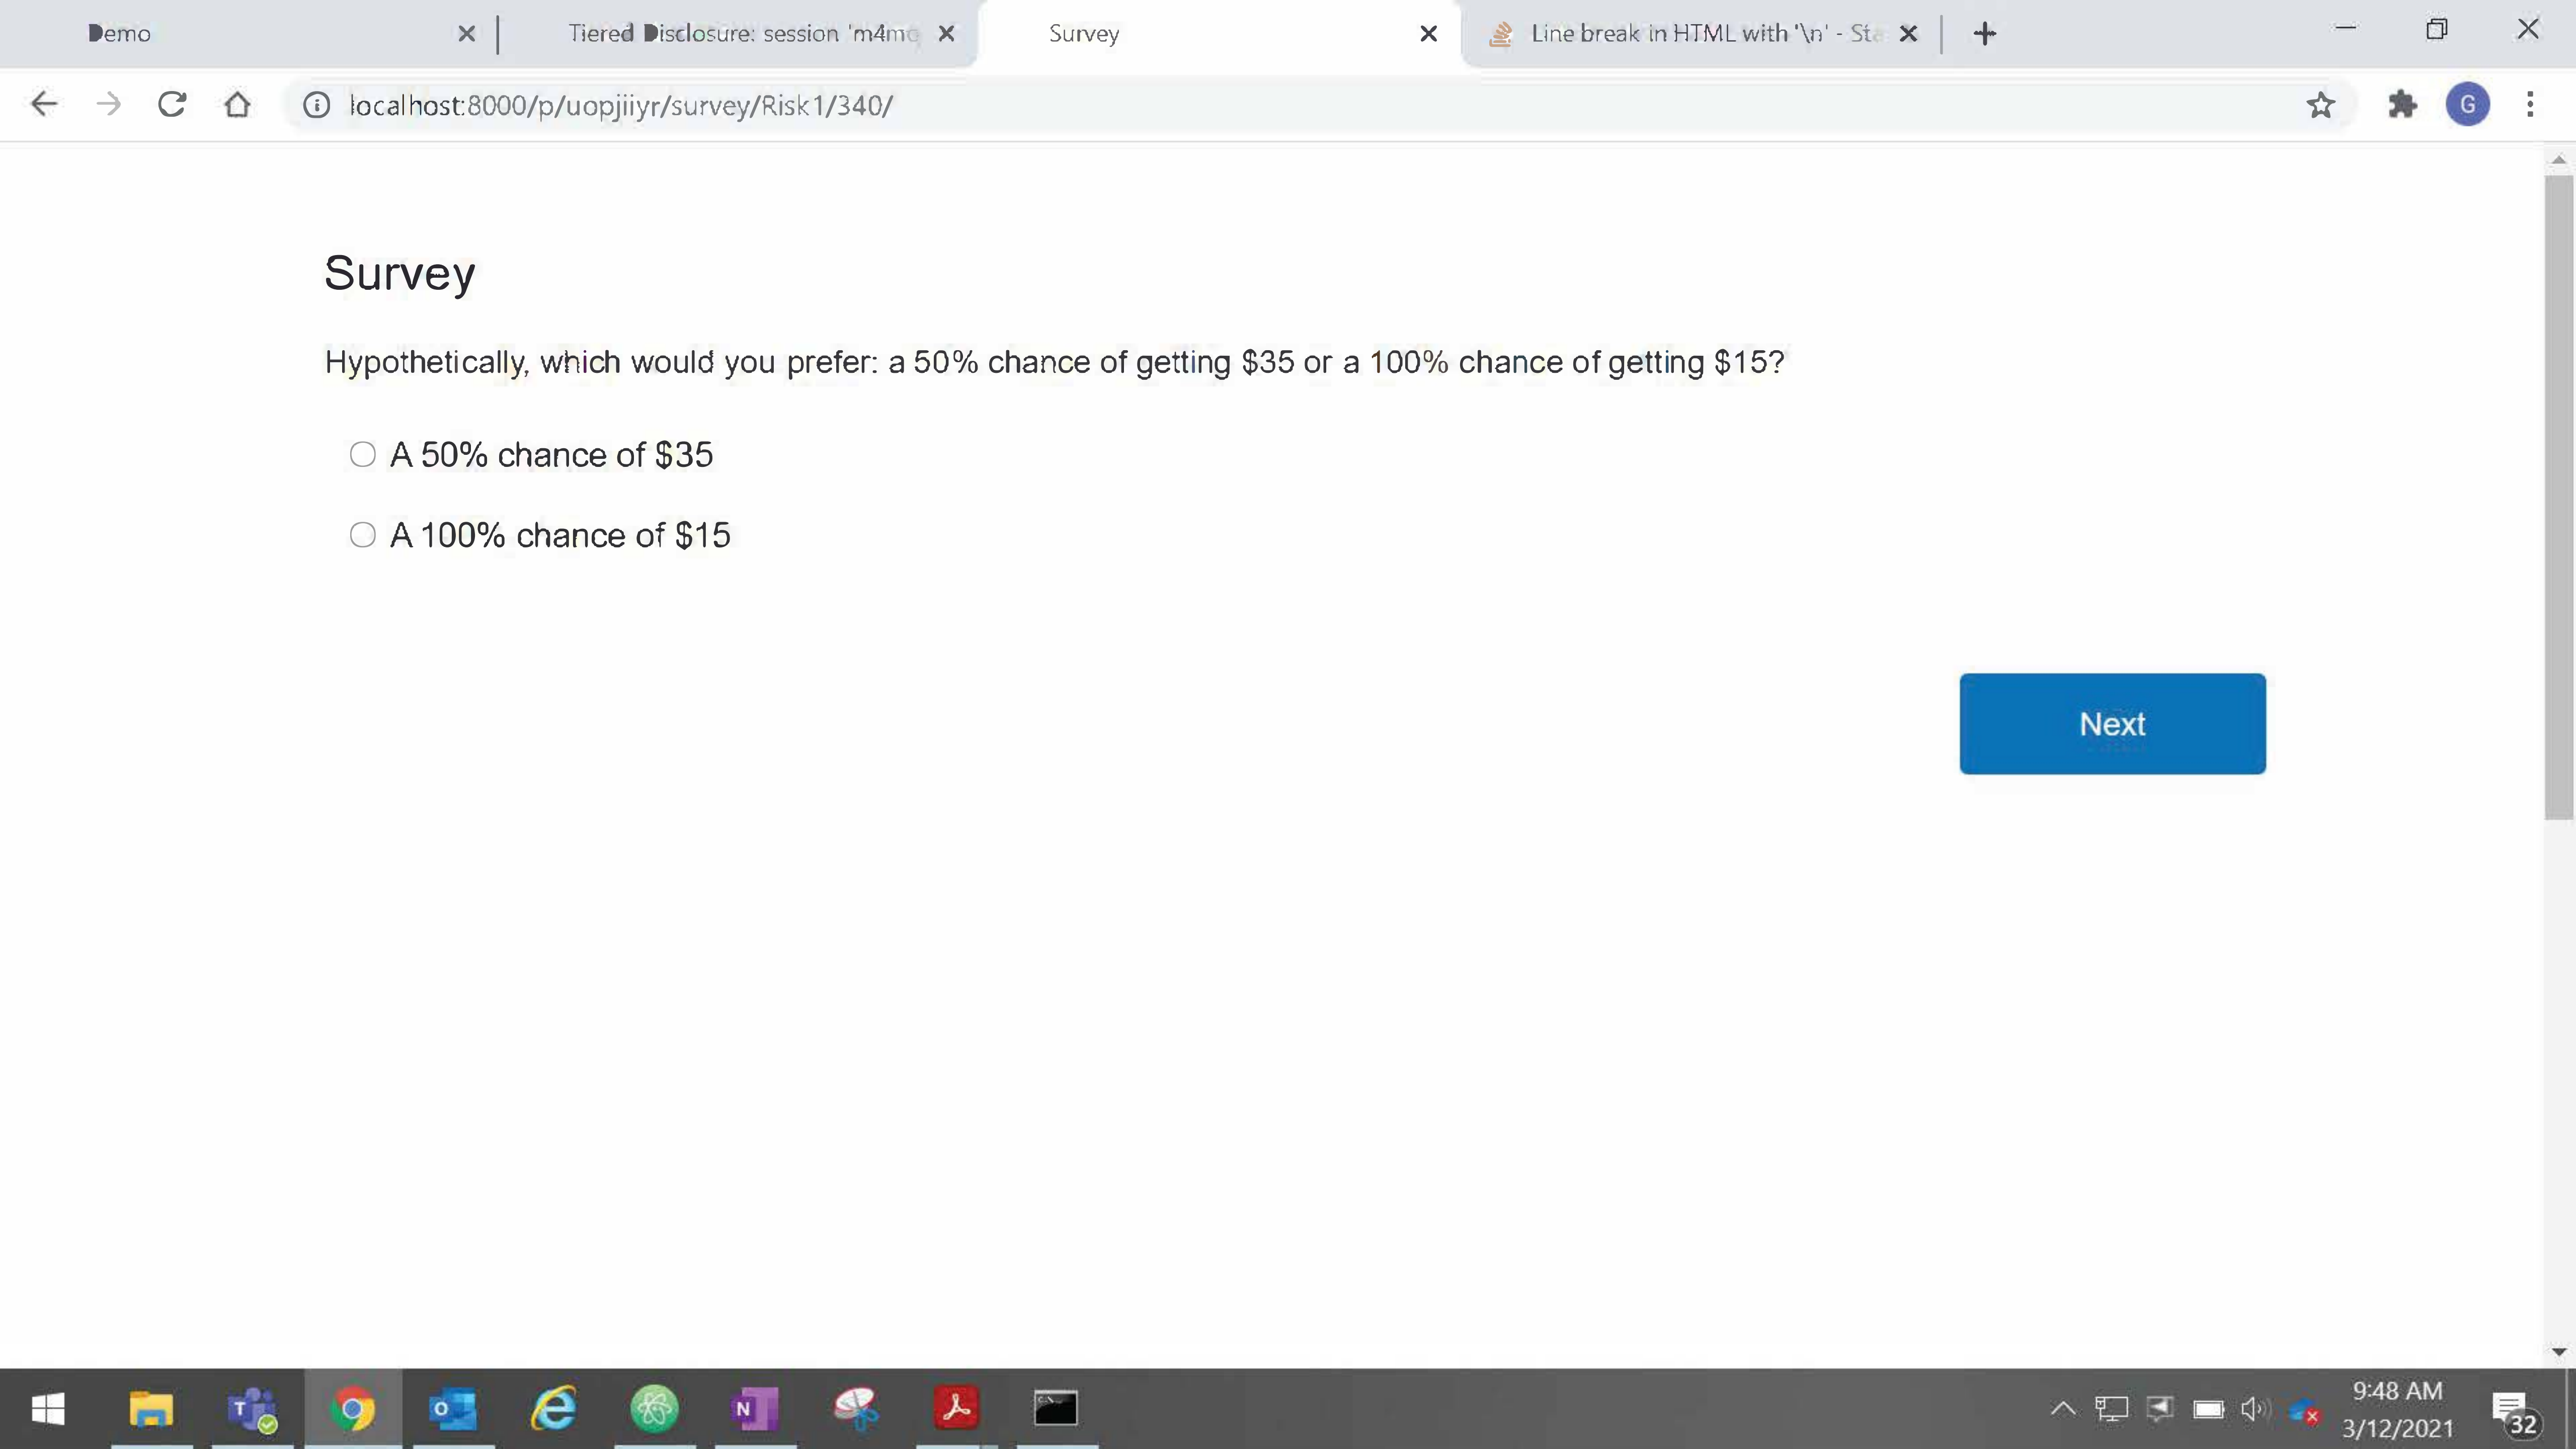 Demo
Tiered Disclosure: session 'm4mq
Survey
Line break in HTML with '\n' - Sta
localhost:8000/p/uopjiiyr/survey/Risk1/340/
G
Survey
Hypothetically, which would you prefer: a 50% chance of getting $35 or a 100% chance of getting $15?
A 50% chance of $35
A 100% chance of $15
Next
9:48 AM
3/12/2021
32